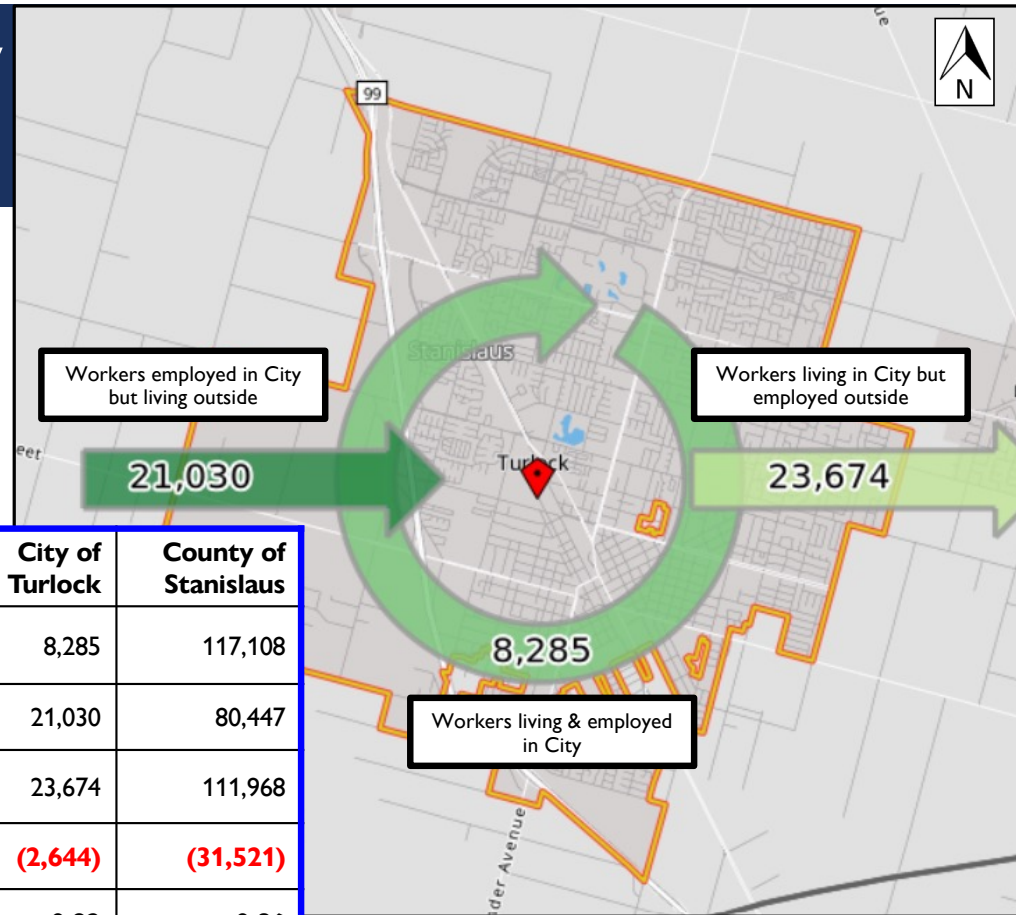 99
N
Stanislaus
Workers employed in City
but living outside
Workers living in City but
employed outside
eet
21,030
Turlock
23,674
8,285
Workers living & employed
in City
der Avenue
City of
Turlock
County of
Stanislaus
8,285 117,108
21,030 80,447
23,674 111,968
(2,644) (31,521)